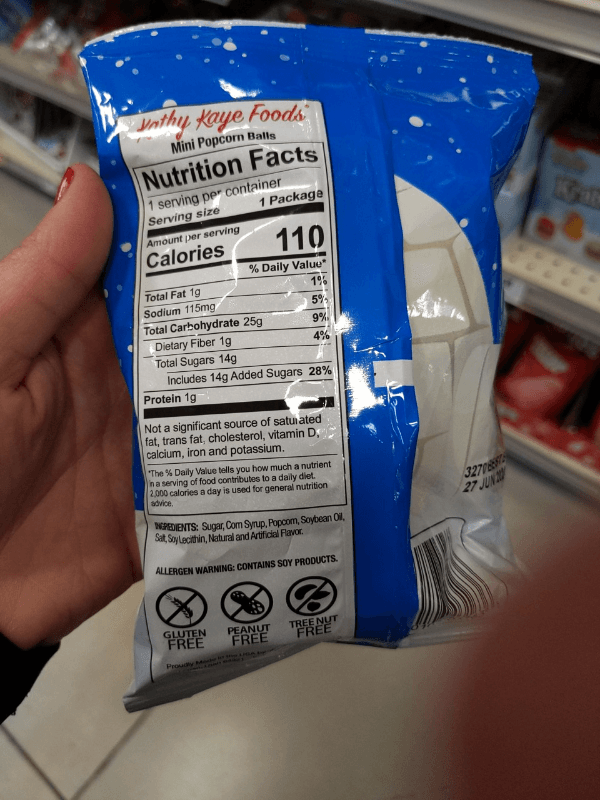 Kathy Kaye Foods
Mini Popcorn Balls
Nutrition Facts
1 serving per container
Serving size 1 Package
Amount per serving
Calories 110
% Daily Value*
Total Fat 1g 1%
Sodium 115mg 5%
Total Carbohydrate 25g 9%
Dietary Fiber 1g 4%
Total Sugars 14g
Includes 14g Added Sugars 28%
Protein 1g
Not a significant source of saturated
fat, trans fat, cholesterol, vitamin D,
calcium, iron and potassium.
*The % Daily Value tells you how much a nutrient
in a serving of food contributes to a daily diet.
2,000 calories a day is used for general nutrition
advice.
INGREDIENTS: Sugar, Corn Syrup, Popcorn, Soybean Oil,
Salt, Soy Lecithin, Natural and Artificial Flavor.
ALLERGEN WARNING: CONTAINS SOY PRODUCTS.
GLUTEN FREE
PEANUT FREE
TREE NUT FREE
Proudly Made
27 JUN